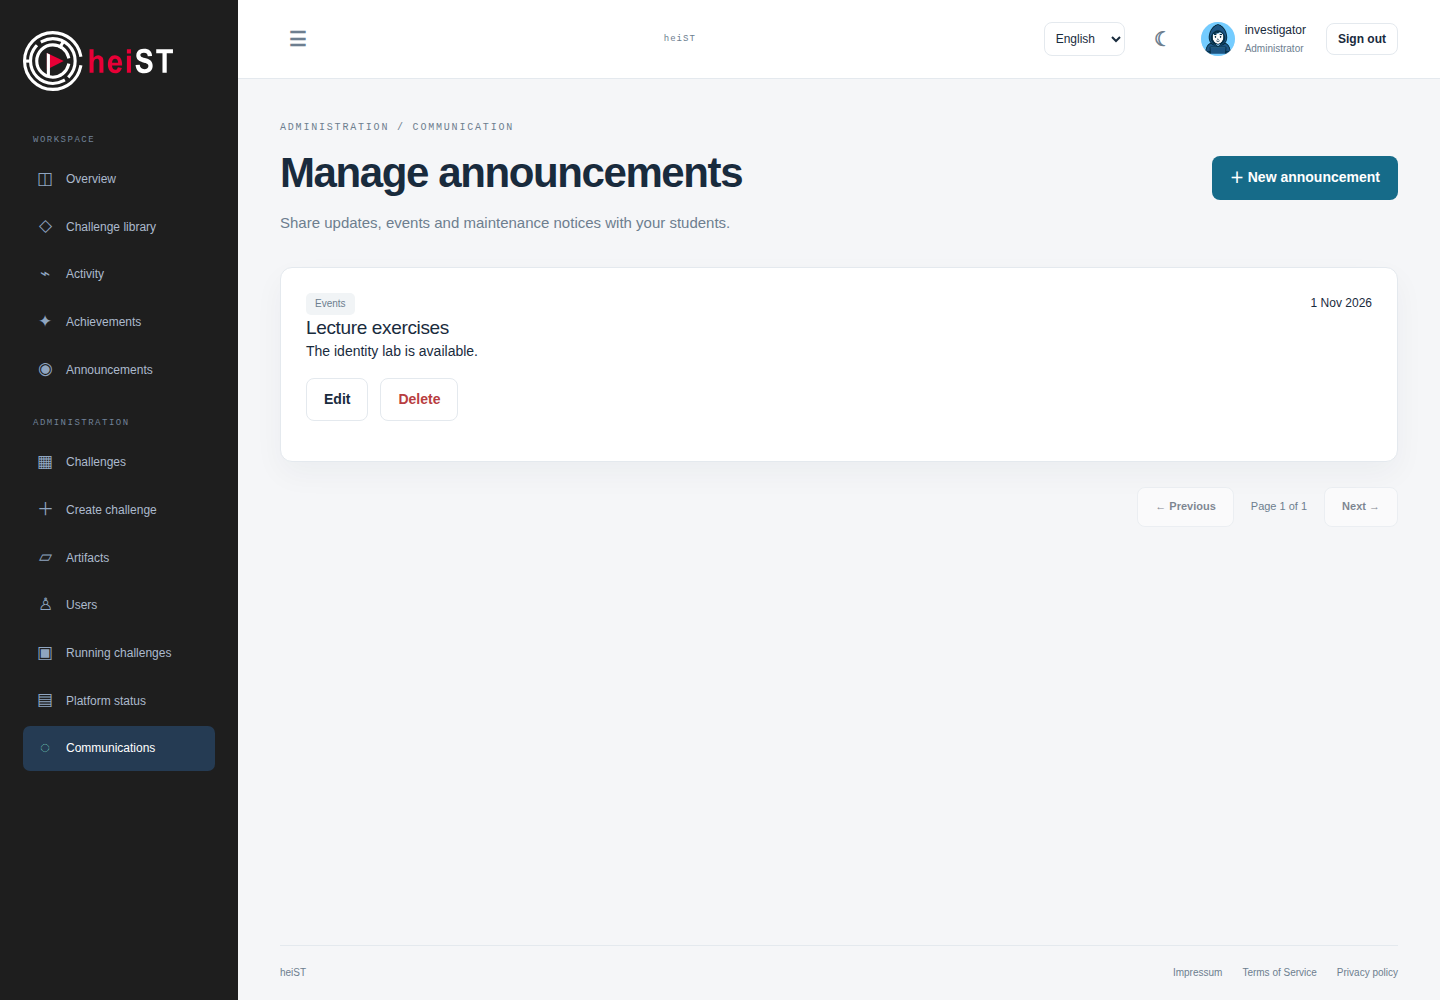 heiST
WORKSPACE
Overview
Challenge library
Activity
Achievements
Announcements
ADMINISTRATION
Challenges
Create challenge
Artifacts
Users
Running challenges
Platform status
Communications
heiST
English
investigator
Administrator
Sign out
ADMINISTRATION / COMMUNICATION
Manage announcements
+ New announcement
Share updates, events and maintenance notices with your students.
Events
1 Nov 2026
Lecture exercises
The identity lab is available.
Edit
Delete
← Previous
Page 1 of 1
Next →
heiST
Impressum
Terms of Service
Privacy policy